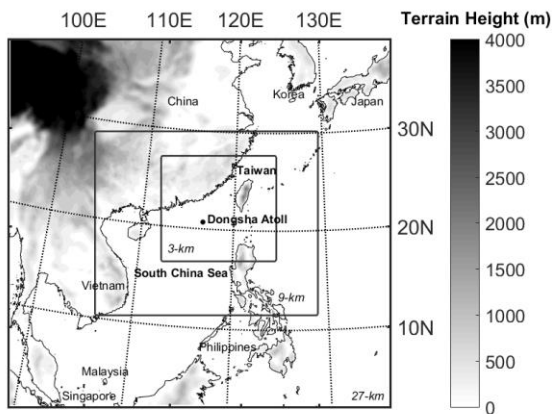 100E 110E 120E 130E
Terrain Height (m)
4000
3500
3000
2500
2000
1500
1000
500
0
China
Korea
Japan
30N
Taiwan
Dongsha Atoll
20N
3-km
South China Sea
Vietnam
9-km
10N
Philippines
Malaysia
Singapore
27-km